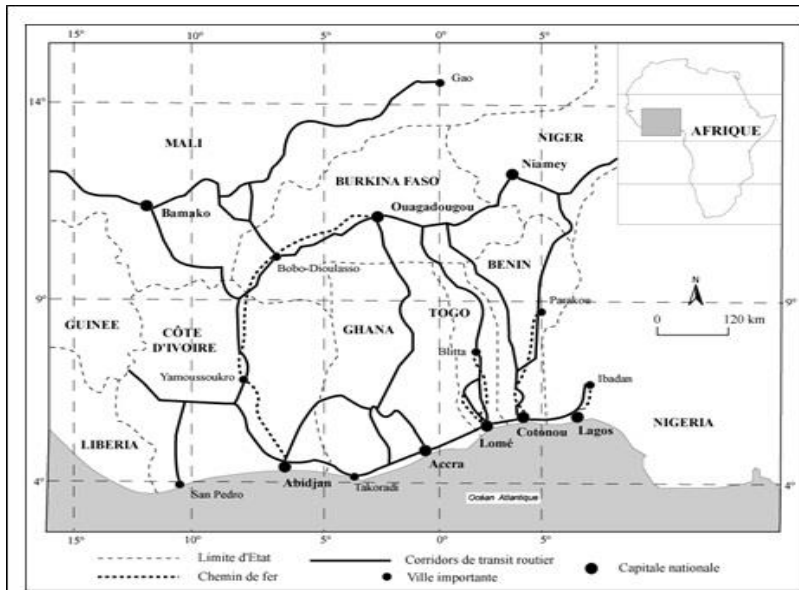 15° 10° 5° 0° 5°
14°
Gao
AFRIQUE
MALI
NIGER
Niamey
BURKINA FASO
Ouagadougou
Bamako
Bobo-Dioulasso
BENIN
N
9° 9°
Parakou
0 120 km
GUINEE
CÔTE
D'IVOIRE
GHANA
TOGO
Blitta
Yamoussoukro
Ibadan
NIGERIA
LIBERIA
Lomé
Cotonou
Lagos
Accra
Abidjan
4° 4°
San Pedro
Takoradi
Océan Atlantique
15° 10° 5° 0° 5°
Limite d'Etat
Corridors de transit routier
Capitale nationale
Chemin de fer
Ville importante